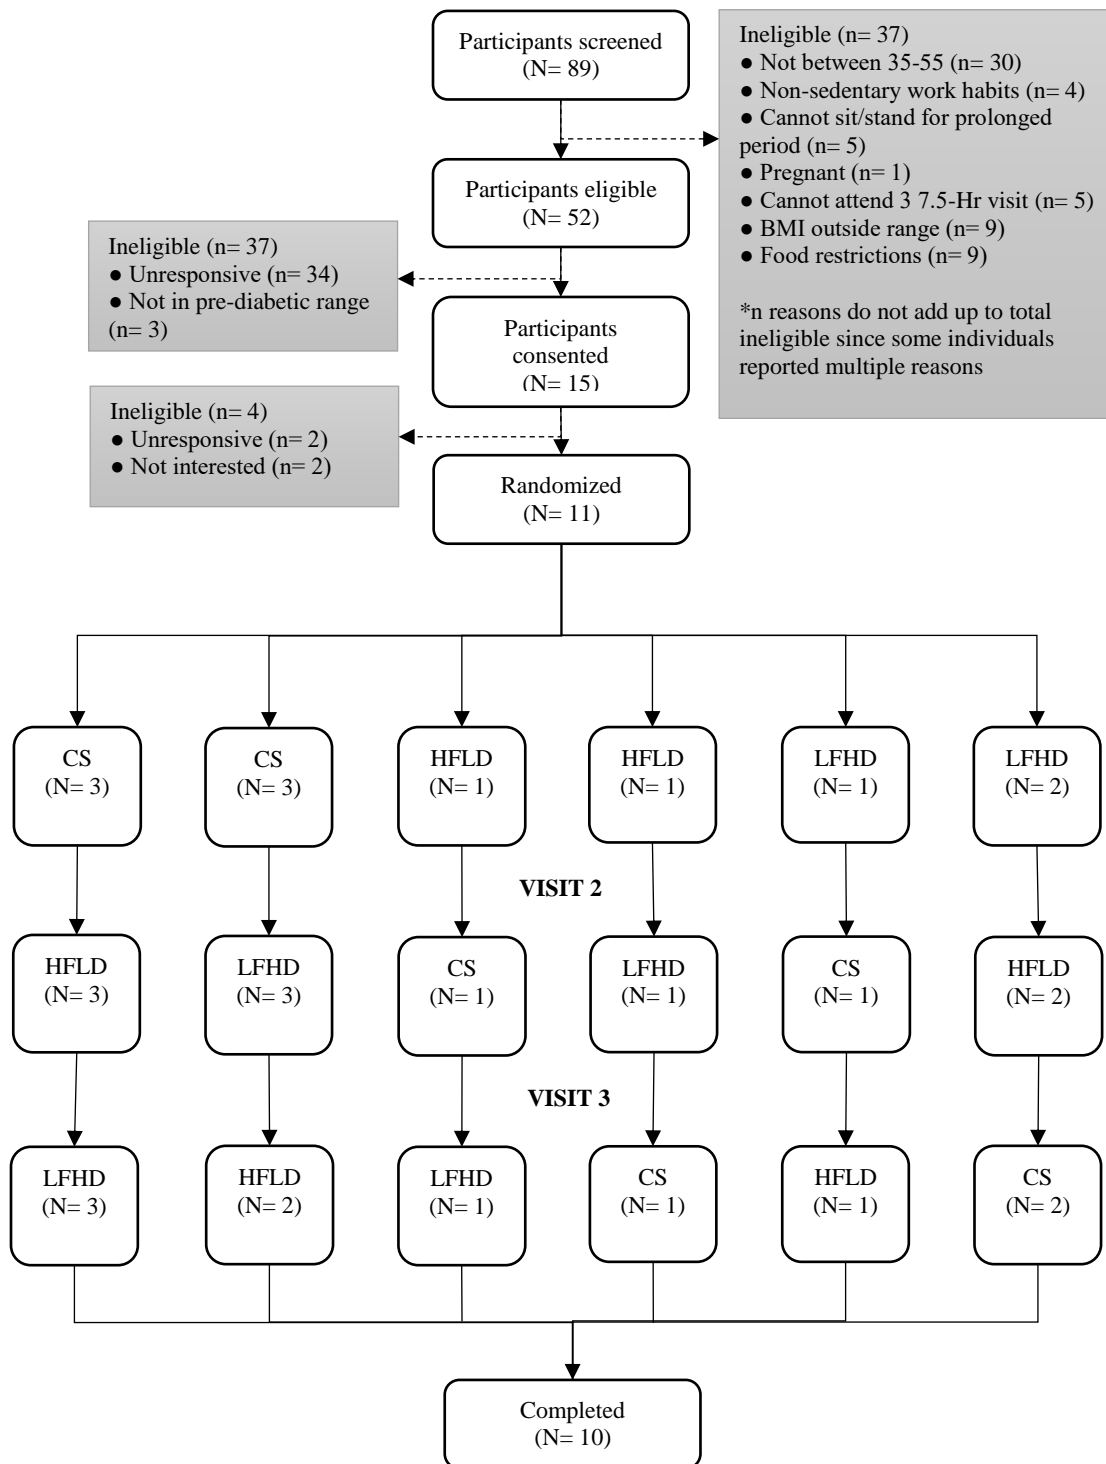 Participants screened
(N= 89)
Ineligible (n= 37)
● Not between 35-55 (n= 30)
● Non-sedentary work habits (n= 4)
● Cannot sit/stand for prolonged
period (n= 5)
● Pregnant (n= 1)
● Cannot attend 3 7.5-Hr visit (n= 5)
● BMI outside range (n= 9)
● Food restrictions (n= 9)
*n reasons do not add up to total
ineligible since some individuals
reported multiple reasons
Participants eligible
(N= 52)
Ineligible (n= 37)
● Unresponsive (n= 34)
● Not in pre-diabetic range
(n= 3)
Participants
consented
(N= 15)
Ineligible (n= 4)
● Unresponsive (n= 2)
● Not interested (n= 2)
Randomized
(N= 11)
CS
(N= 3)
CS
(N= 3)
HFLD
(N= 1)
HFLD
(N= 1)
LFHD
(N= 1)
LFHD
(N= 2)
VISIT 2
HFLD
(N= 3)
LFHD
(N= 3)
CS
(N= 1)
LFHD
(N= 1)
CS
(N= 1)
HFLD
(N= 2)
VISIT 3
LFHD
(N= 3)
HFLD
(N= 2)
LFHD
(N= 1)
CS
(N= 1)
HFLD
(N= 1)
CS
(N= 2)
Completed
(N= 10)